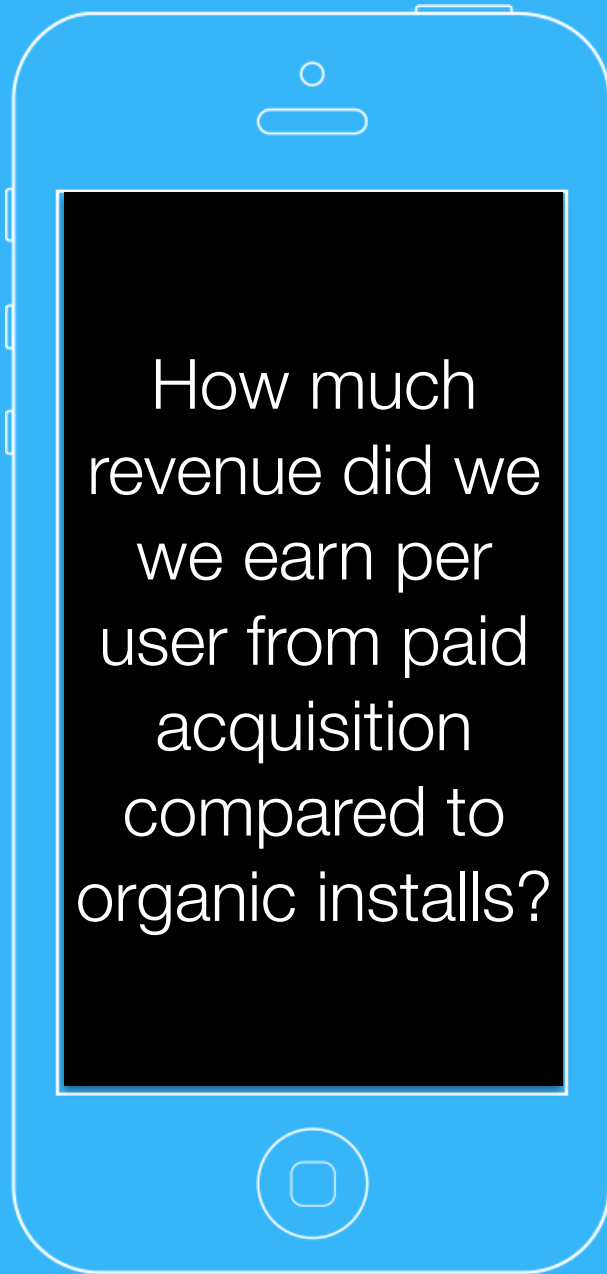 How much
revenue did we
we earn per
user from paid
acquisition
compared to
organic installs?